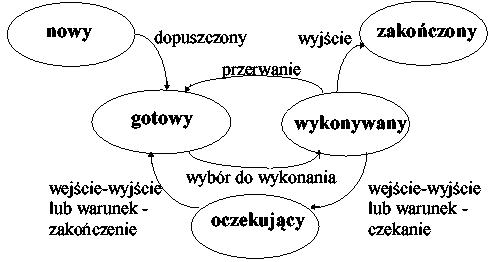 nowy
zakończony
dopuszczony
wyjście
przerwanie
gotowy
wykonywany
wybór do wykonania
wejście-wyjście
lub warunek -
zakończenie
wejście-wyjście
lub warunek -
czekanie
oczekujący